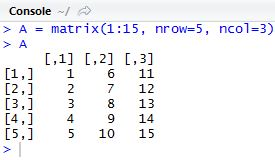 Console ~/
> A = matrix(1:15, nrow=5, ncol=3)
> A
     [,1] [,2] [,3]
[1,]    1    6   11
[2,]    2    7   12
[3,]    3    8   13
[4,]    4    9   14
[5,]    5   10   15
>